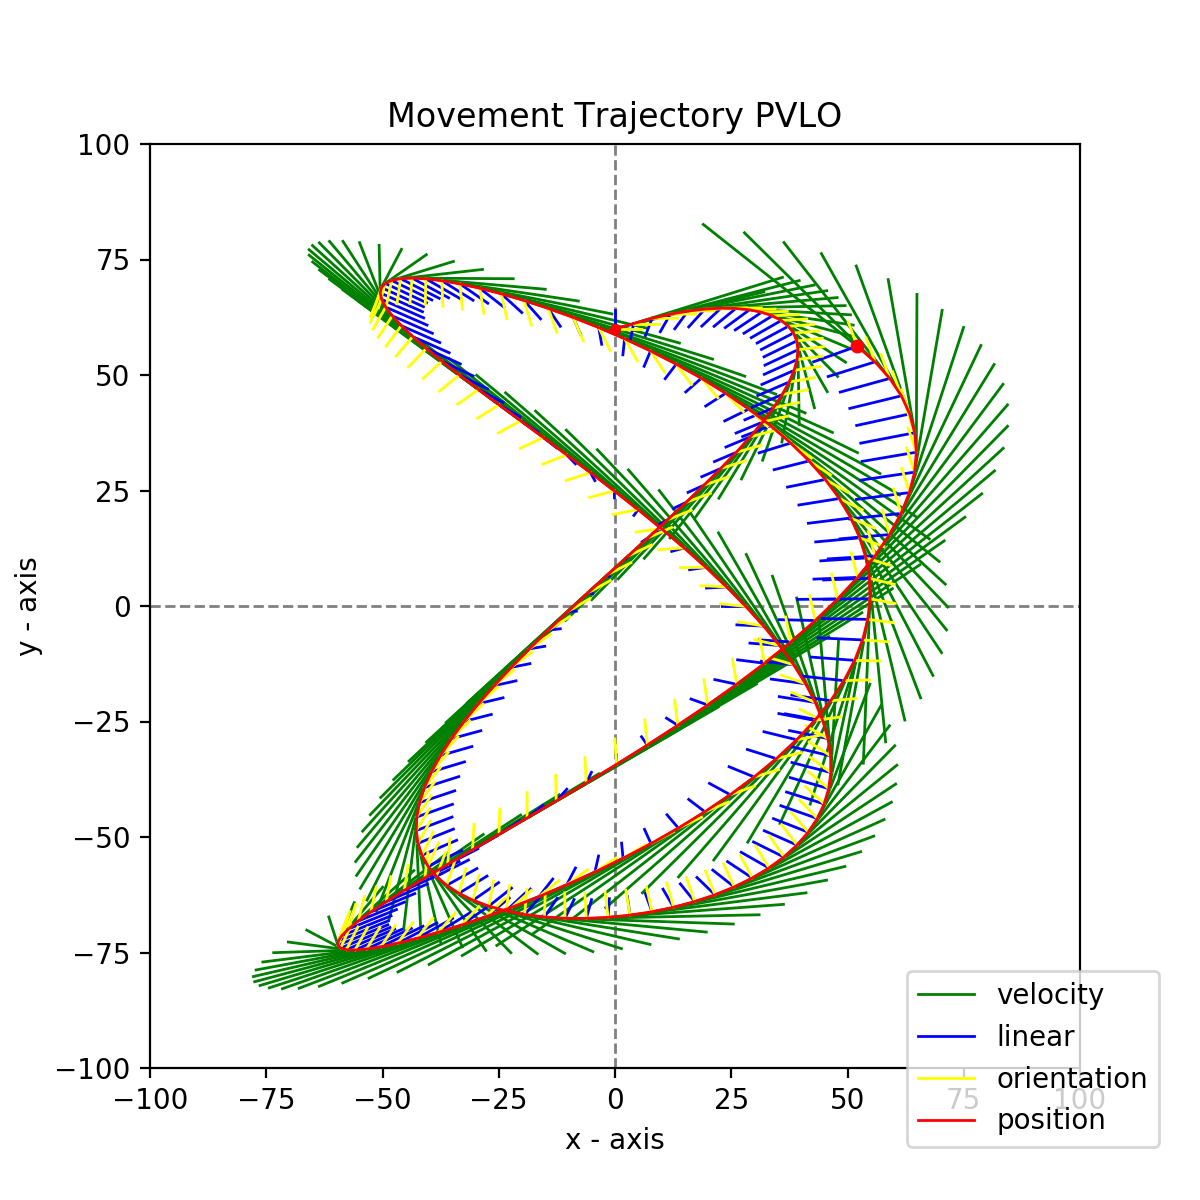 Movement Trajectory PVLO
100
75
50
25
0
−25
−50
−75
−100
y - axis
−100 −75 −50 −25 0 25 50 75 100
x - axis
velocity
linear
orientation
position